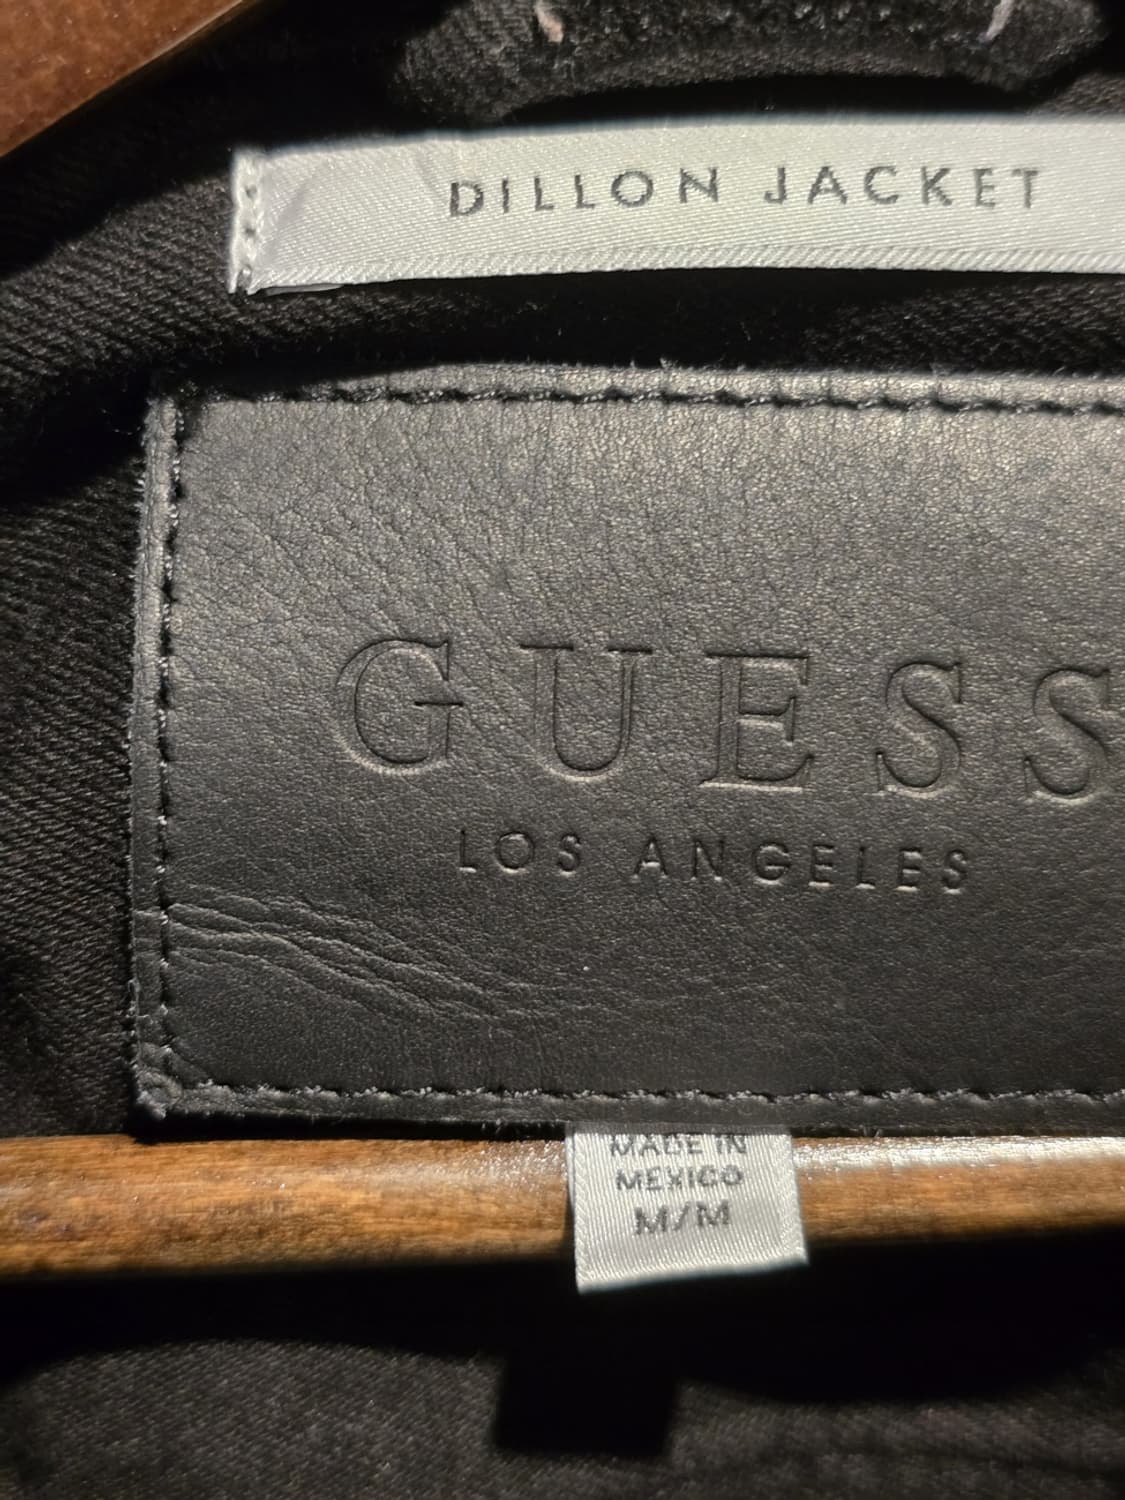 DILLON JACKET
GUESS
LOS ANGELES
MADE IN
MEXICO
M/M